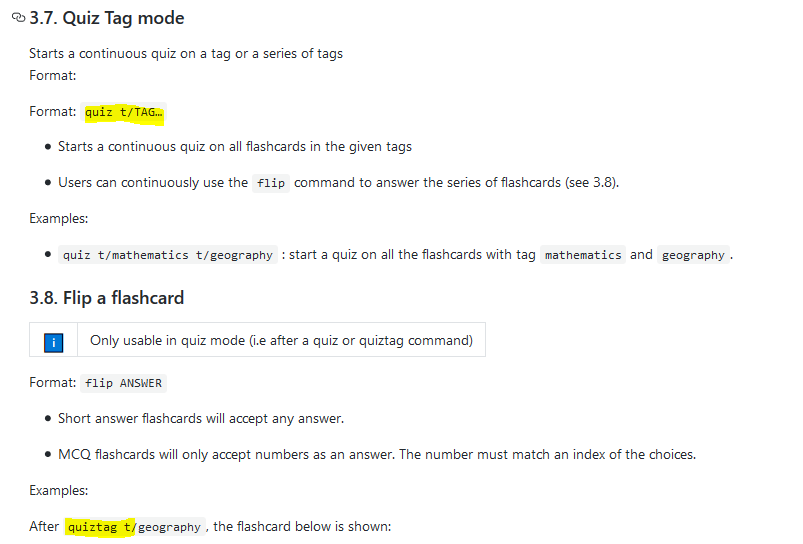 3.7. Quiz Tag mode
Starts a continuous quiz on a tag or a series of tags
Format:
Format: quiz t/TAG…
• Starts a continuous quiz on all flashcards in the given tags
• Users can continuously use the flip command to answer the series of flashcards (see 3.8).
Examples:
• quiz t/mathematics t/geography : start a quiz on all the flashcards with tag mathematics and geography.
3.8. Flip a flashcard
i Only usable in quiz mode (i.e after a quiz or quiztag command)
Format: flip ANSWER
• Short answer flashcards will accept any answer.
• MCQ flashcards will only accept numbers as an answer. The number must match an index of the choices.
Examples:
After quiztag t/geography, the flashcard below is shown: